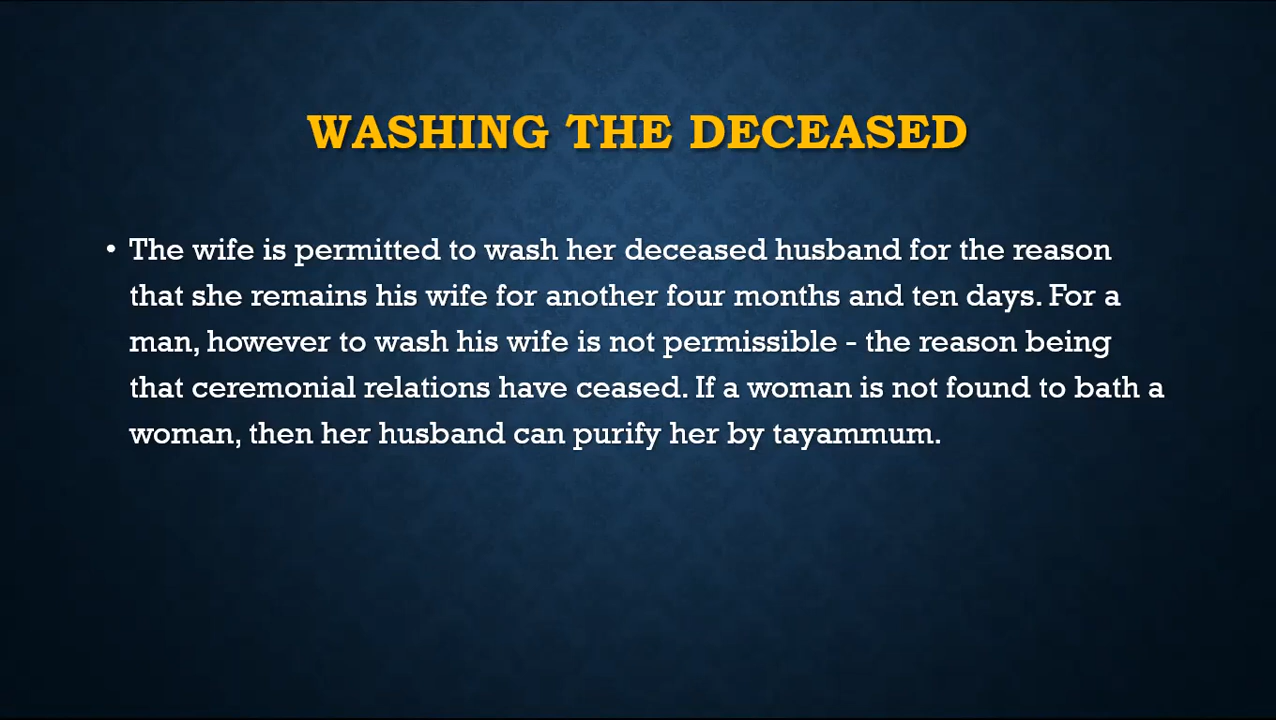 WASHING THE DECEASED
• The wife is permitted to wash her deceased husband for the reason
that she remains his wife for another four months and ten days. For a
man, however to wash his wife is not permissible - the reason being
that ceremonial relations have ceased. If a woman is not found to bath a
woman, then her husband can purify her by tayammum.